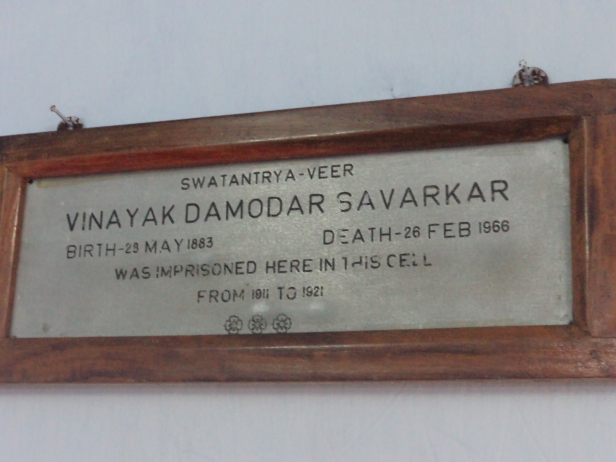 SWATANTRYA-VEER
VINAYAK DAMODAR SAVARKAR
BIRTH-28 MAY 1883 DEATH-26 FEB 1966
WAS IMPRISONED HERE IN THIS CELL
FROM 1911 TO 1921